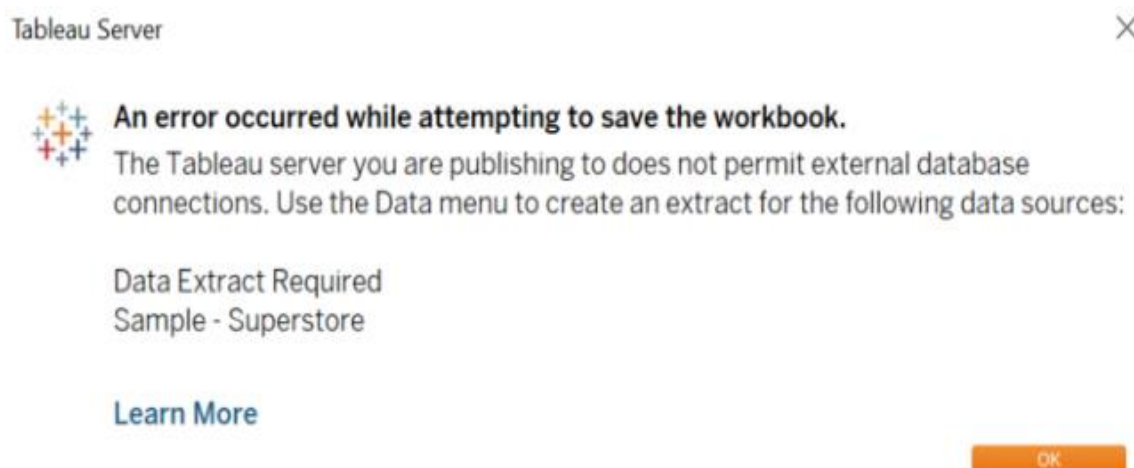 Tableau Server
An error occurred while attempting to save the workbook.
The Tableau server you are publishing to does not permit external database
connections. Use the Data menu to create an extract for the following data sources:
Data Extract Required
Sample - Superstore
Learn More
OK